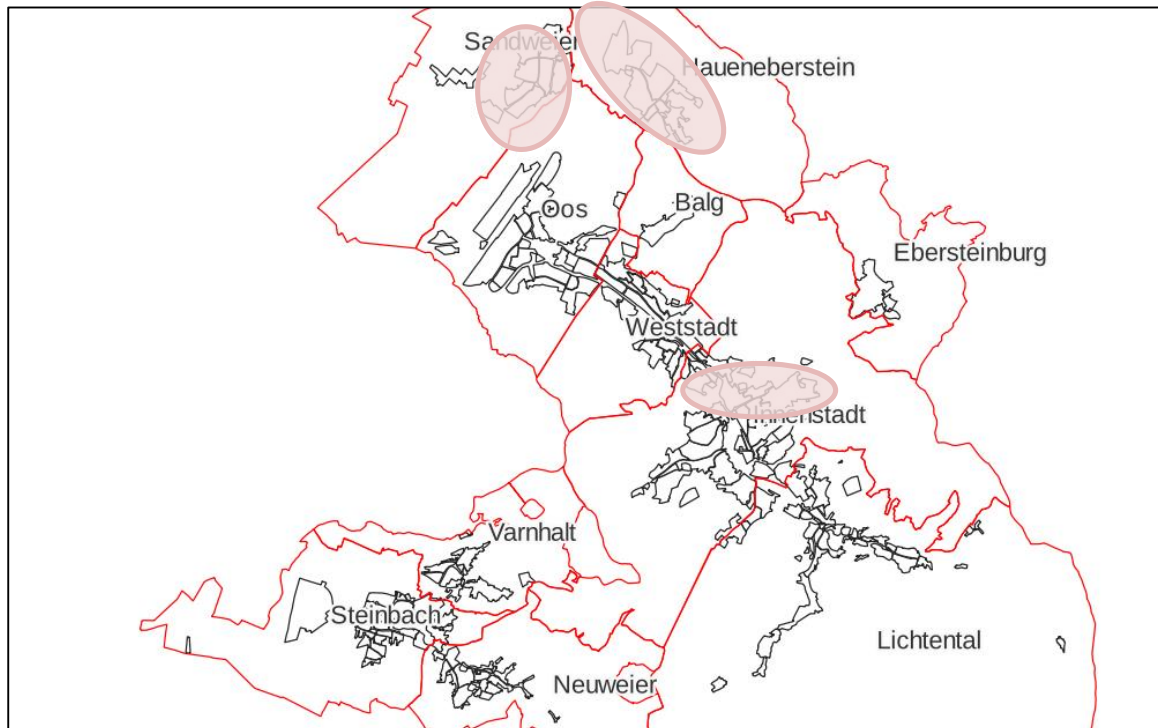 Sandweier
Haueneberstein
Oos
Balg
Ebersteinburg
Weststadt
Innenstadt
Varnhalt
Steinbach
Lichtental
Neuweier